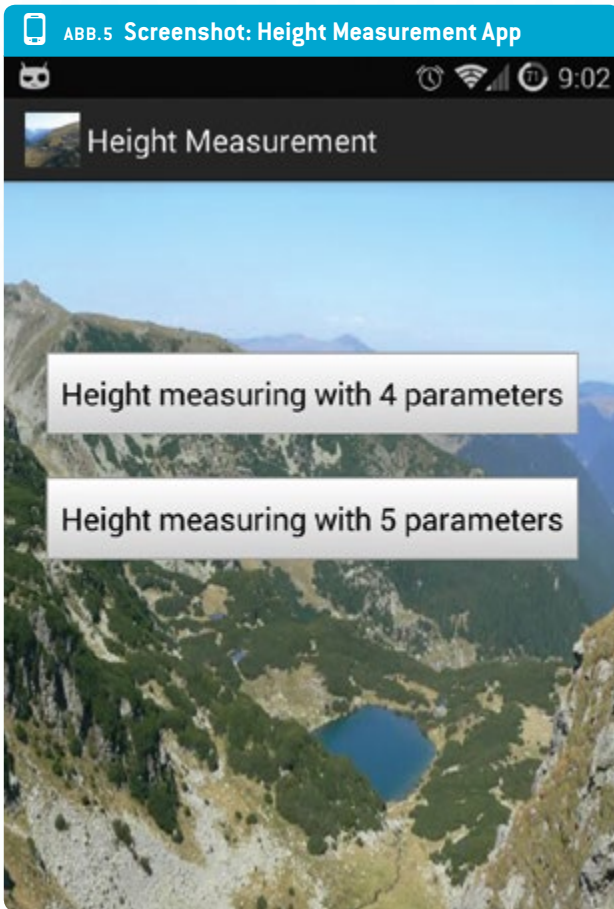 ABB.5 Screenshot: Height Measurement App
71 9:02
Height Measurement
Height measuring with 4 parameters
Height measuring with 5 parameters